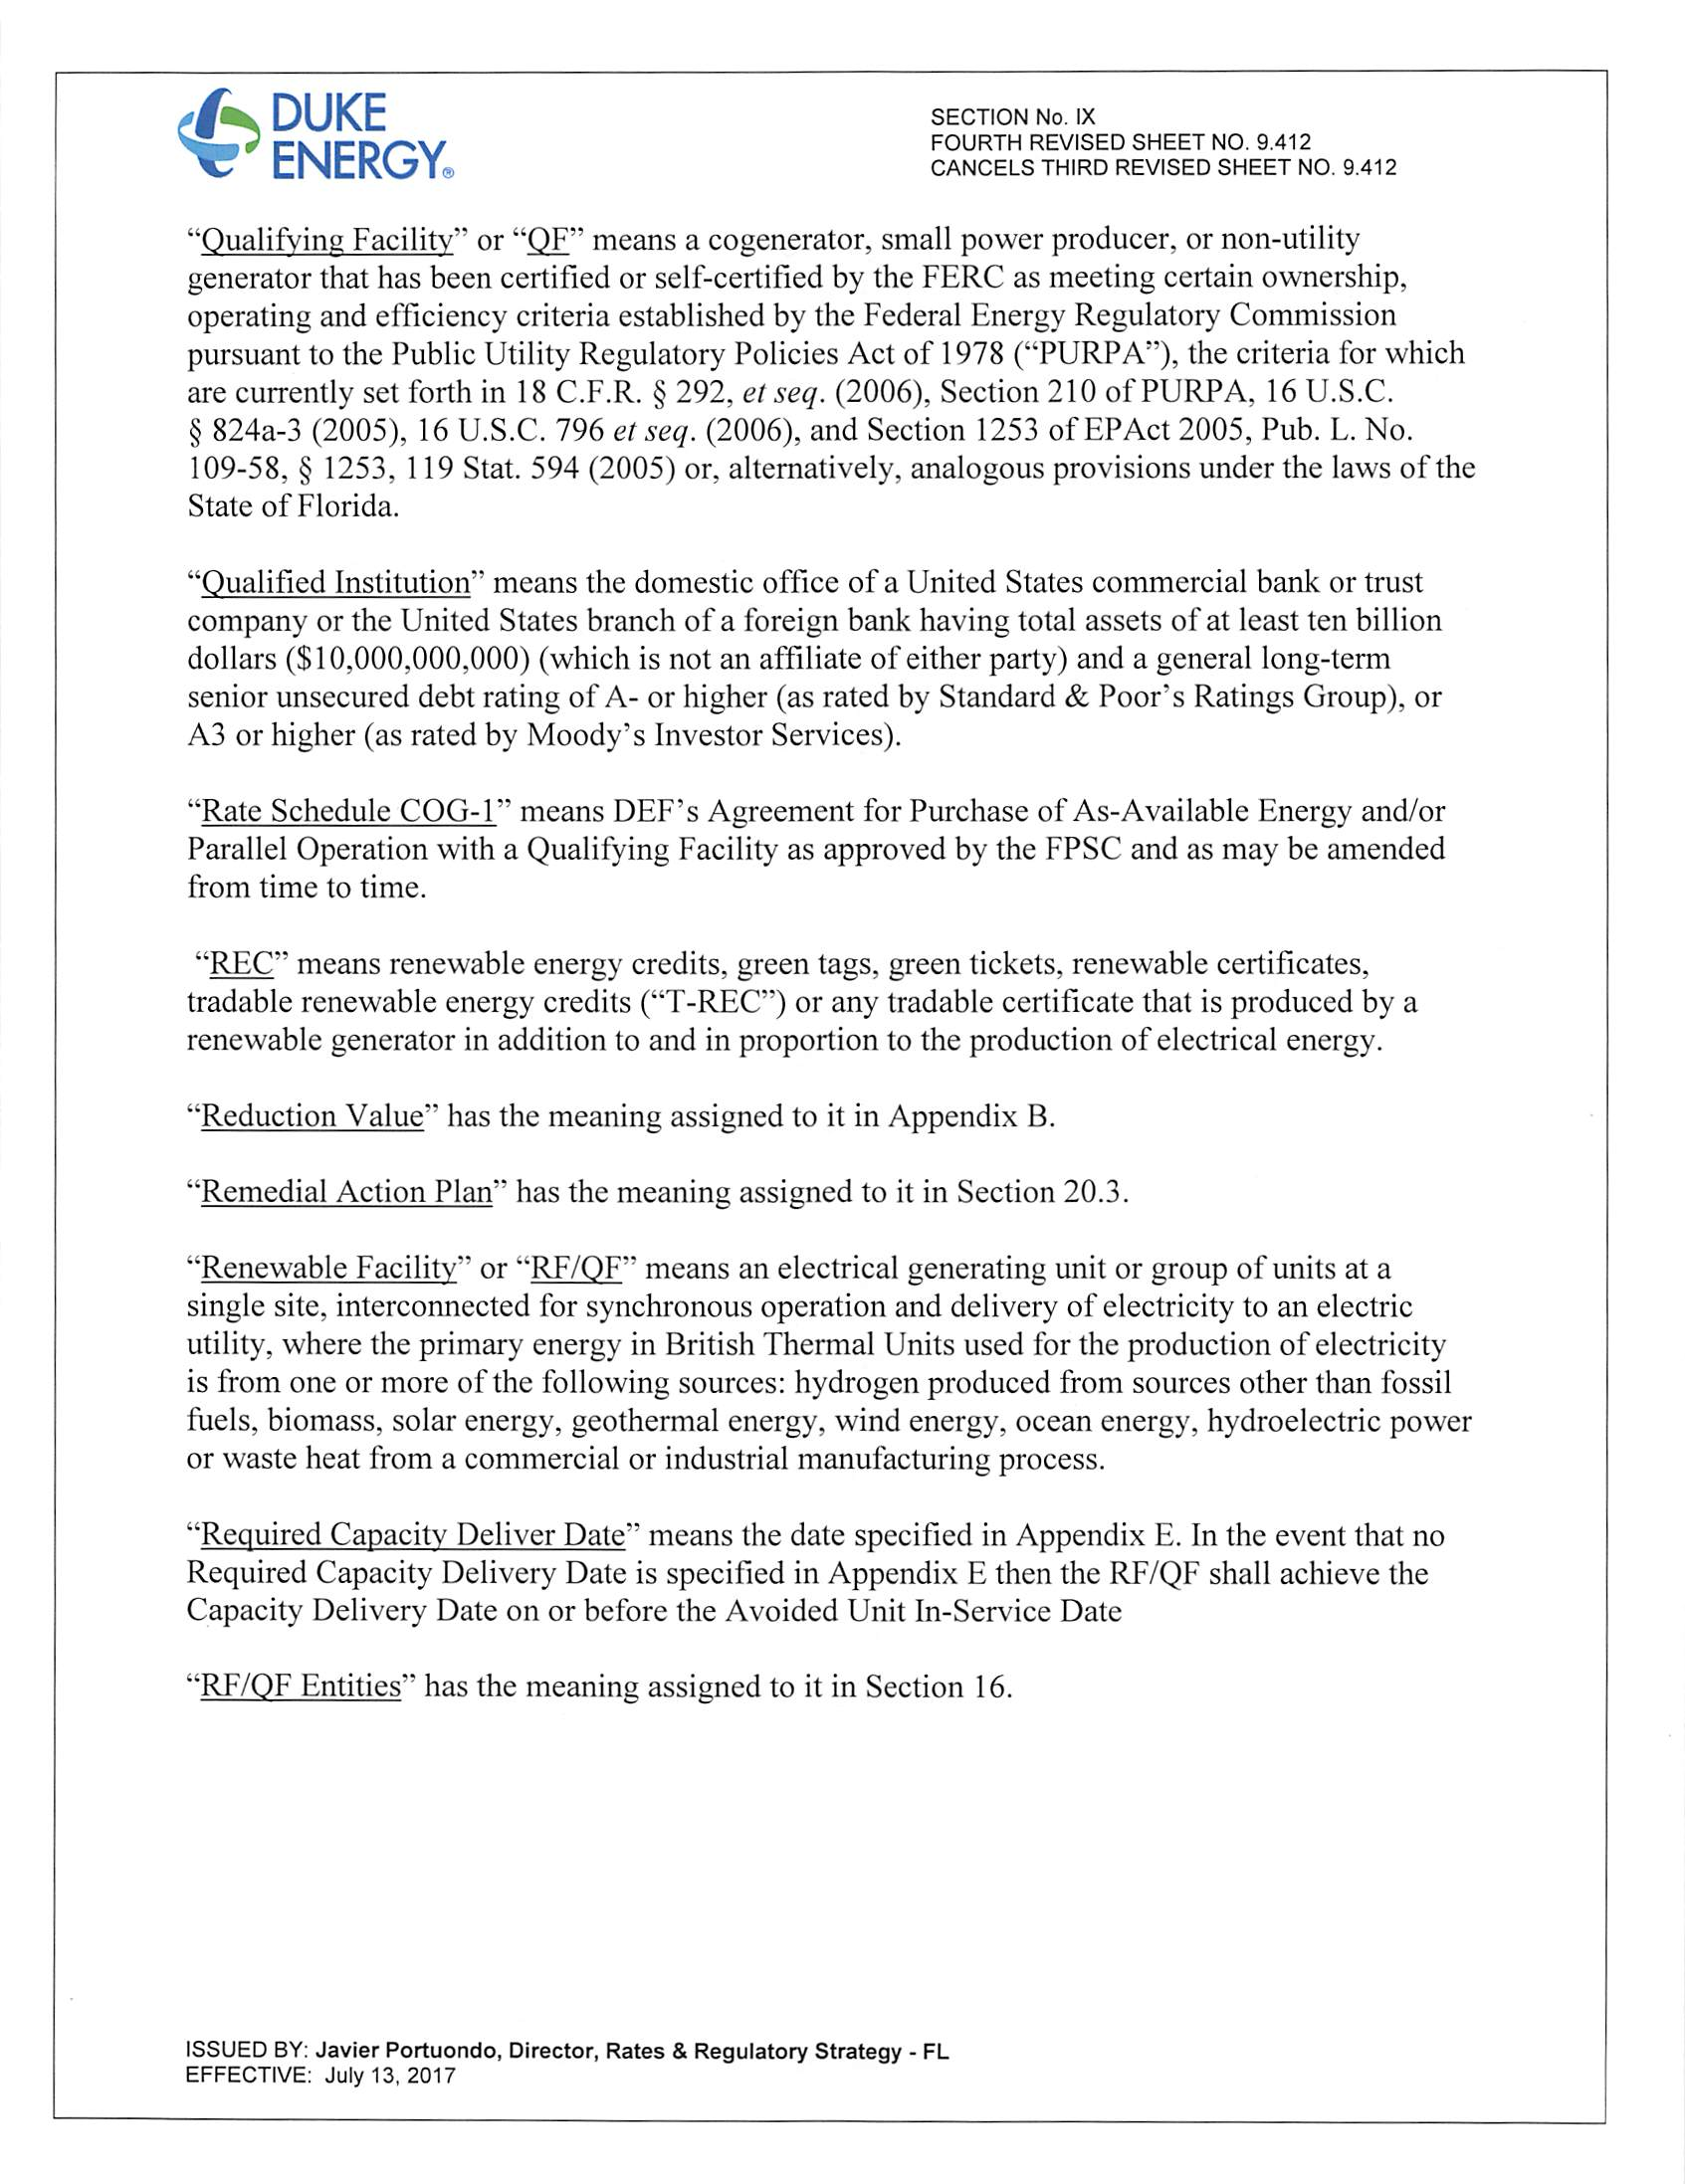 DUKE
ENERGY®
SECTION No. IX
FOURTH REVISED SHEET NO. 9.412
CANCELS THIRD REVISED SHEET NO. 9.412
“Qualifying Facility” or “QF” means a cogenerator, small power producer, or non-utility
generator that has been certified or self-certified by the FERC as meeting certain ownership,
operating and efficiency criteria established by the Federal Energy Regulatory Commission
pursuant to the Public Utility Regulatory Policies Act of 1978 (“PURPA”), the criteria for which
are currently set forth in 18 C.F.R. § 292, et seq. (2006), Section 210 of PURPA, 16 U.S.C.
§ 824a-3 (2005), 16 U.S.C. 796 et seq. (2006), and Section 1253 of EPAct 2005, Pub. L. No.
109-58, § 1253, 119 Stat. 594 (2005) or, alternatively, analogous provisions under the laws of the
State of Florida.
“Qualified Institution” means the domestic office of a United States commercial bank or trust
company or the United States branch of a foreign bank having total assets of at least ten billion
dollars ($10,000,000,000) (which is not an affiliate of either party) and a general long-term
senior unsecured debt rating of A- or higher (as rated by Standard & Poor’s Ratings Group), or
A3 or higher (as rated by Moody’s Investor Services).
“Rate Schedule COG-1” means DEF’s Agreement for Purchase of As-Available Energy and/or
Parallel Operation with a Qualifying Facility as approved by the FPSC and as may be amended
from time to time.
“REC” means renewable energy credits, green tags, green tickets, renewable certificates,
tradable renewable energy credits (“T-REC”) or any tradable certificate that is produced by a
renewable generator in addition to and in proportion to the production of electrical energy.
“Reduction Value” has the meaning assigned to it in Appendix B.
“Remedial Action Plan” has the meaning assigned to it in Section 20.3.
“Renewable Facility” or “RF/QF” means an electrical generating unit or group of units at a
single site, interconnected for synchronous operation and delivery of electricity to an electric
utility, where the primary energy in British Thermal Units used for the production of electricity
is from one or more of the following sources: hydrogen produced from sources other than fossil
fuels, biomass, solar energy, geothermal energy, wind energy, ocean energy, hydroelectric power
or waste heat from a commercial or industrial manufacturing process.
“Required Capacity Deliver Date” means the date specified in Appendix E. In the event that no
Required Capacity Delivery Date is specified in Appendix E then the RF/QF shall achieve the
Capacity Delivery Date on or before the Avoided Unit In-Service Date
“RF/QF Entities” has the meaning assigned to it in Section 16.
ISSUED BY: Javier Portuondo, Director, Rates & Regulatory Strategy - FL
EFFECTIVE: July 13, 2017